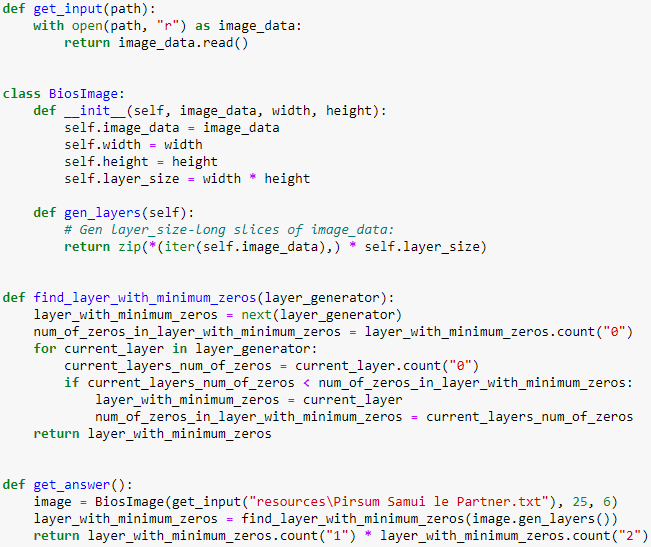 def get_input(path):
    with open(path, "r") as image_data:
        return image_data.read()
class BiosImage:
    def __init__(self, image_data, width, height):
        self.image_data = image_data
        self.width = width
        self.height = height
        self.layer_size = width * height
    def gen_layers(self):
        # Gen layer_size-long slices of image_data:
        return zip(*(iter(self.image_data),) * self.layer_size)
def find_layer_with_minimum_zeros(layer_generator):
    layer_with_minimum_zeros = next(layer_generator)
    num_of_zeros_in_layer_with_minimum_zeros = layer_with_minimum_zeros.count("0")
    for current_layer in layer_generator:
        current_layers_num_of_zeros = current_layer.count("0")
        if current_layers_num_of_zeros < num_of_zeros_in_layer_with_minimum_zeros:
            layer_with_minimum_zeros = current_layer
            num_of_zeros_in_layer_with_minimum_zeros = current_layers_num_of_zeros
    return layer_with_minimum_zeros
def get_answer():
    image = BiosImage(get_input("resources\Pirsum Samui le Partner.txt"), 25, 6)
    layer_with_minimum_zeros = find_layer_with_minimum_zeros(image.gen_layers())
    return layer_with_minimum_zeros.count("1") * layer_with_minimum_zeros.count("2")